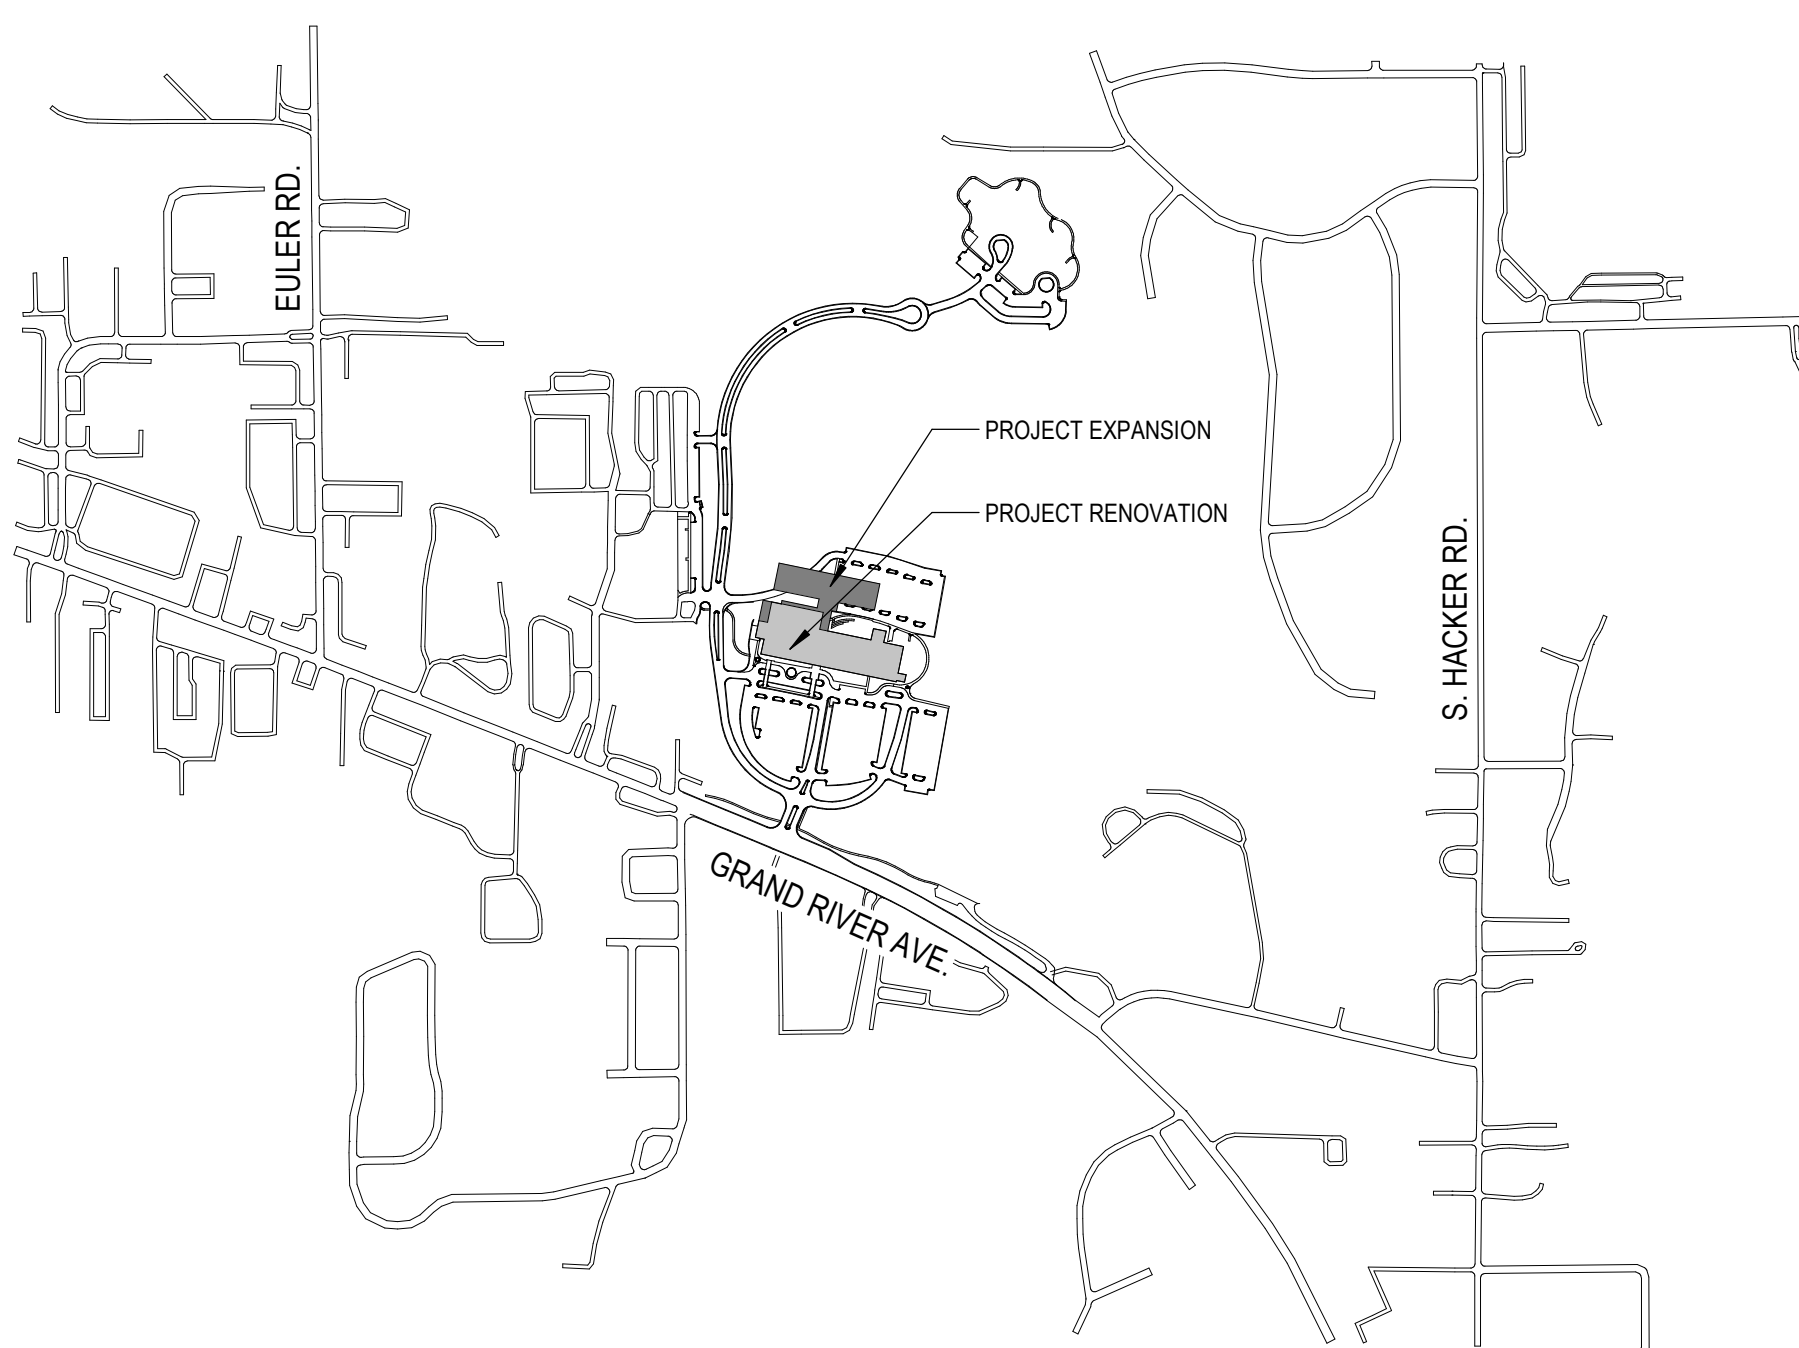 EULER RD.
PROJECT EXPANSION
PROJECT RENOVATION
S. HACKER RD.
GRAND RIVER AVE.